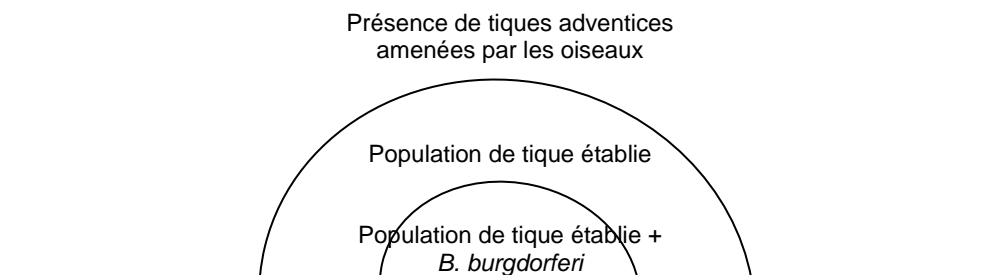 Présence de tiques adventices
amenées par les oiseaux
Population de tique établie
Population de tique établie +
B. burgdorferi